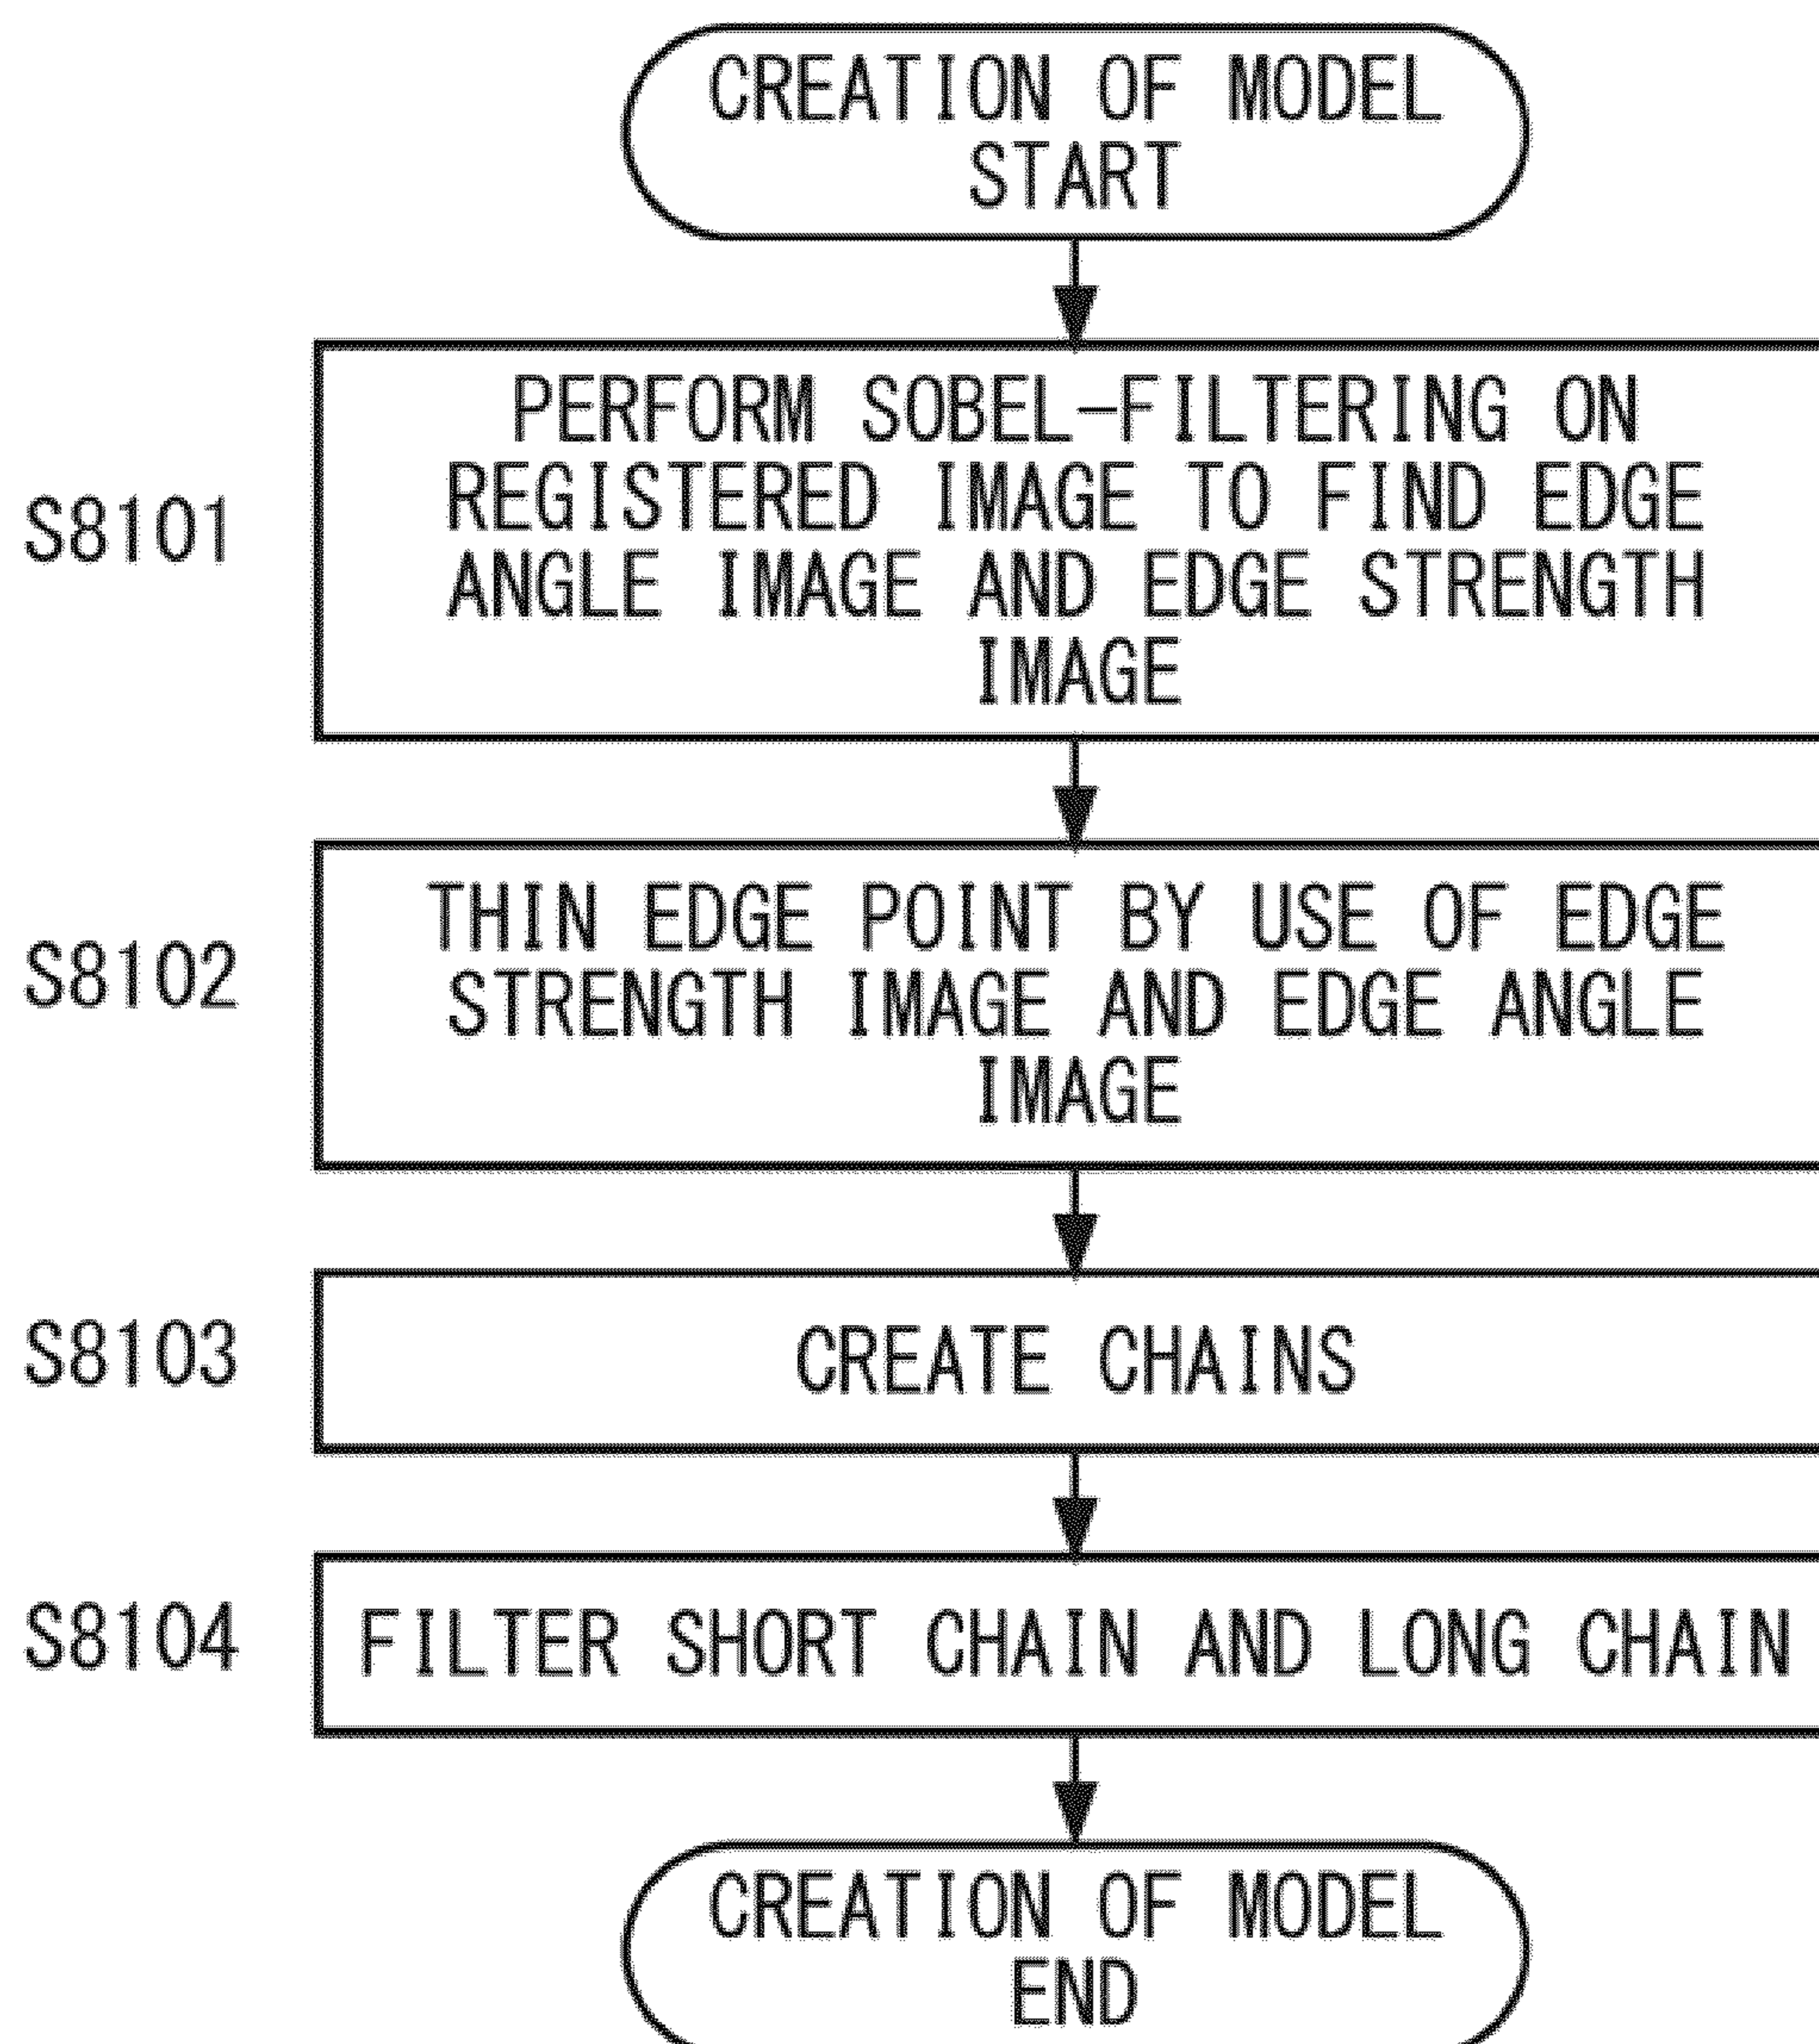 CREATION OF MODEL
START
S8101
PERFORM SOBEL-FILTERING ON
REGISTERED IMAGE TO FIND EDGE
ANGLE IMAGE AND EDGE STRENGTH
IMAGE
S8102
THIN EDGE POINT BY USE OF EDGE
STRENGTH IMAGE AND EDGE ANGLE
IMAGE
S8103
CREATE CHAINS
S8104
FILTER SHORT CHAIN AND LONG CHAIN
CREATION OF MODEL
END